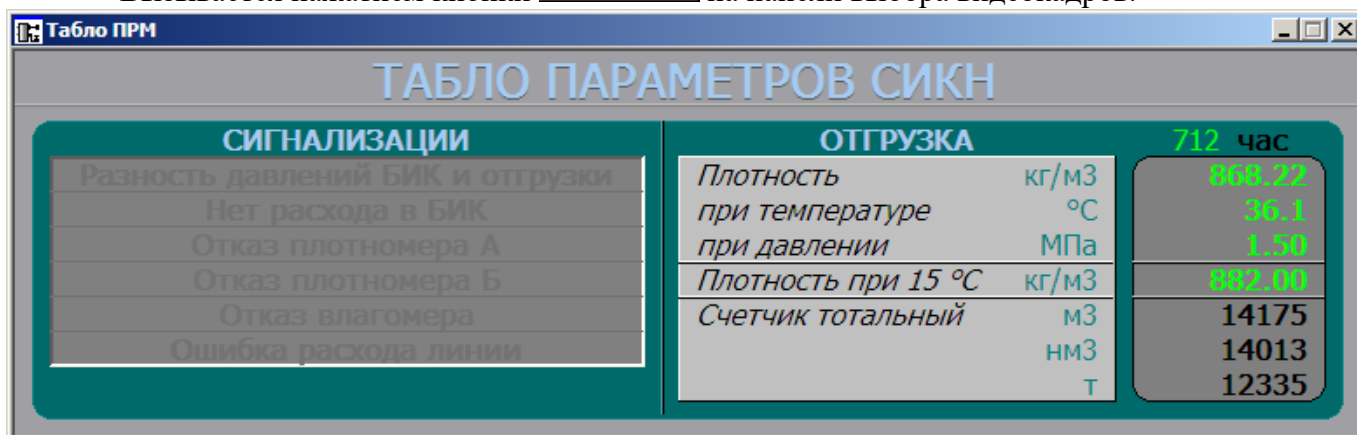 Табло ПРМ
ТАБЛО ПАРАМЕТРОВ СИКН
СИГНАЛИЗАЦИИ
Разность давлений БИК и отгрузки
Нет расхода в БИК
Отказ плотномера А
Отказ плотномера Б
Отказ влагомера
Ошибка расхода линии
ОТГРУЗКА 712 час
Плотность кг/м3 868.22
при температуре °C 36.1
при давлении МПа 1.50
Плотность при 15 °C кг/м3 882.00
Счетчик тотальный м3 14175
нм3 14013
т 12335